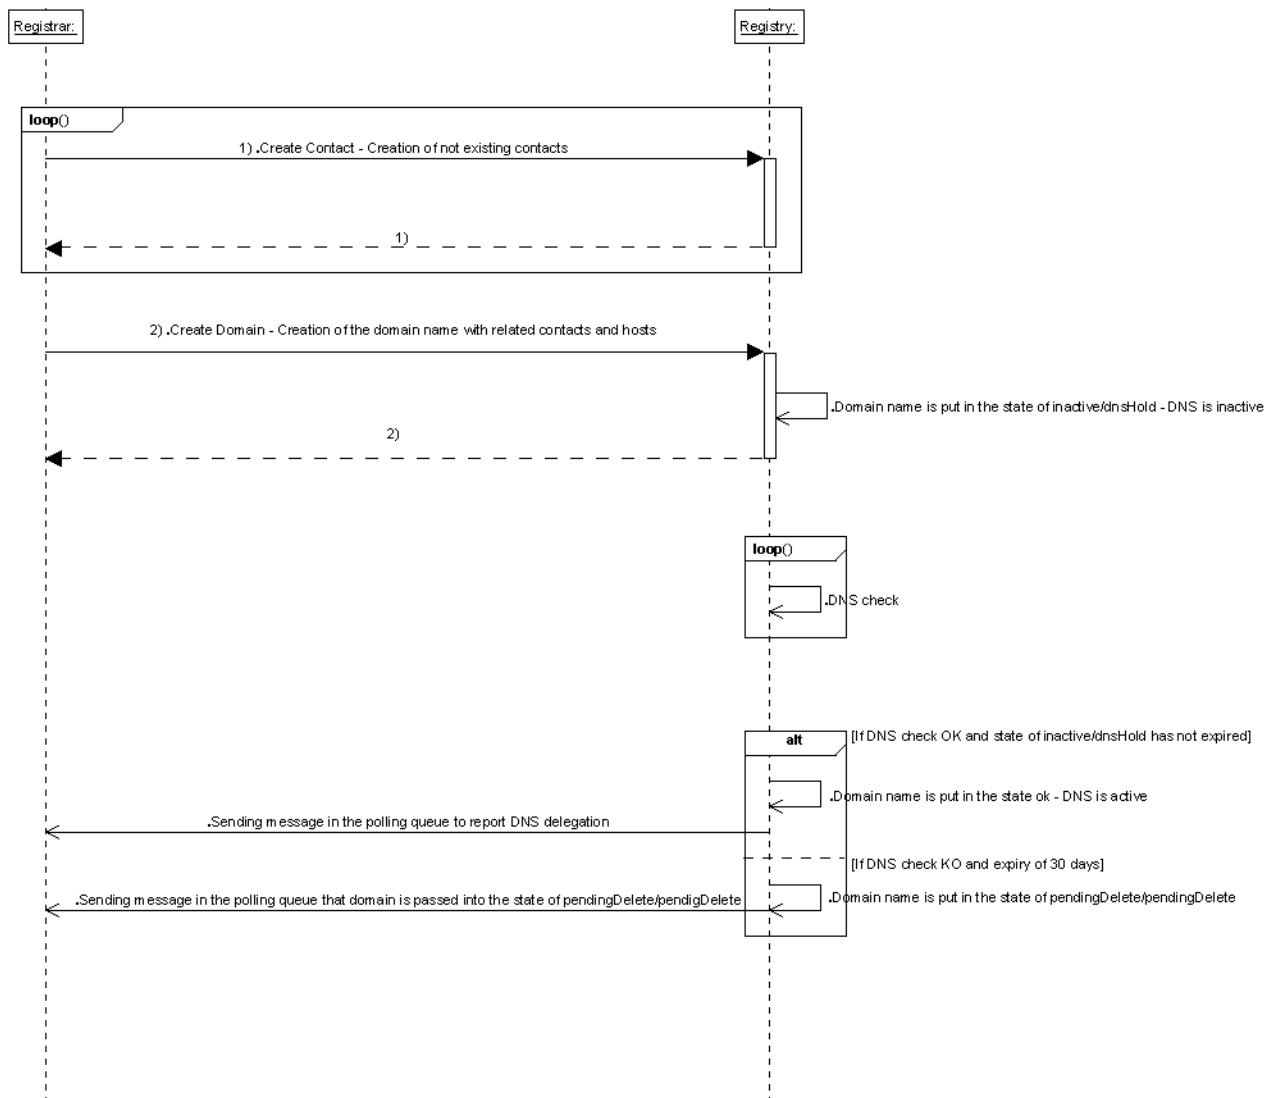 Registrar:
Registry:
loop()
1) .Create Contact - Creation of not existing contacts
1)
2) .Create Domain - Creation of the domain name with related contacts and hosts
.Domain name is put in the state of inactive/dnsHold - DNS is inactive
2)
loop()
.DNS check
alt
[If DNS check OK and state of inactive/dnsHold has not expired]
.Domain name is put in the state ok - DNS is active
.Sending message in the polling queue to report DNS delegation
[If DNS check KO and expiry of 30 days]
.Sending message in the polling queue that domain is passed into the state of pendingDelete/pendigDelete
.Domain name is put in the state of pendingDelete/pendingDelete